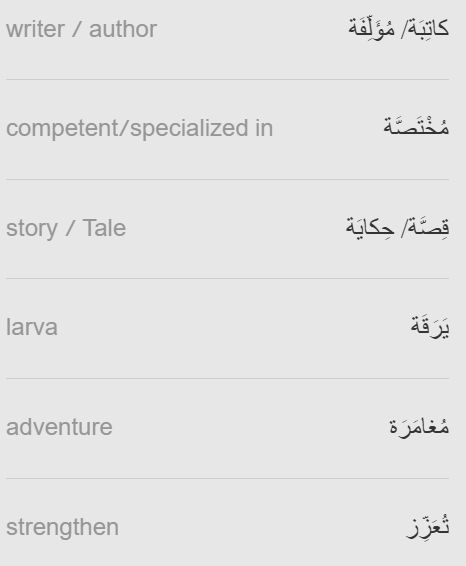 writer / author كاتِبَة/ مُؤَلِّفَة
competent/specialized in مُخْتَصَّة
story / Tale قِصَّة/ حِكايَة
larva يَرَقَة
adventure مُغامَرَة
strengthen تُعَزِّز